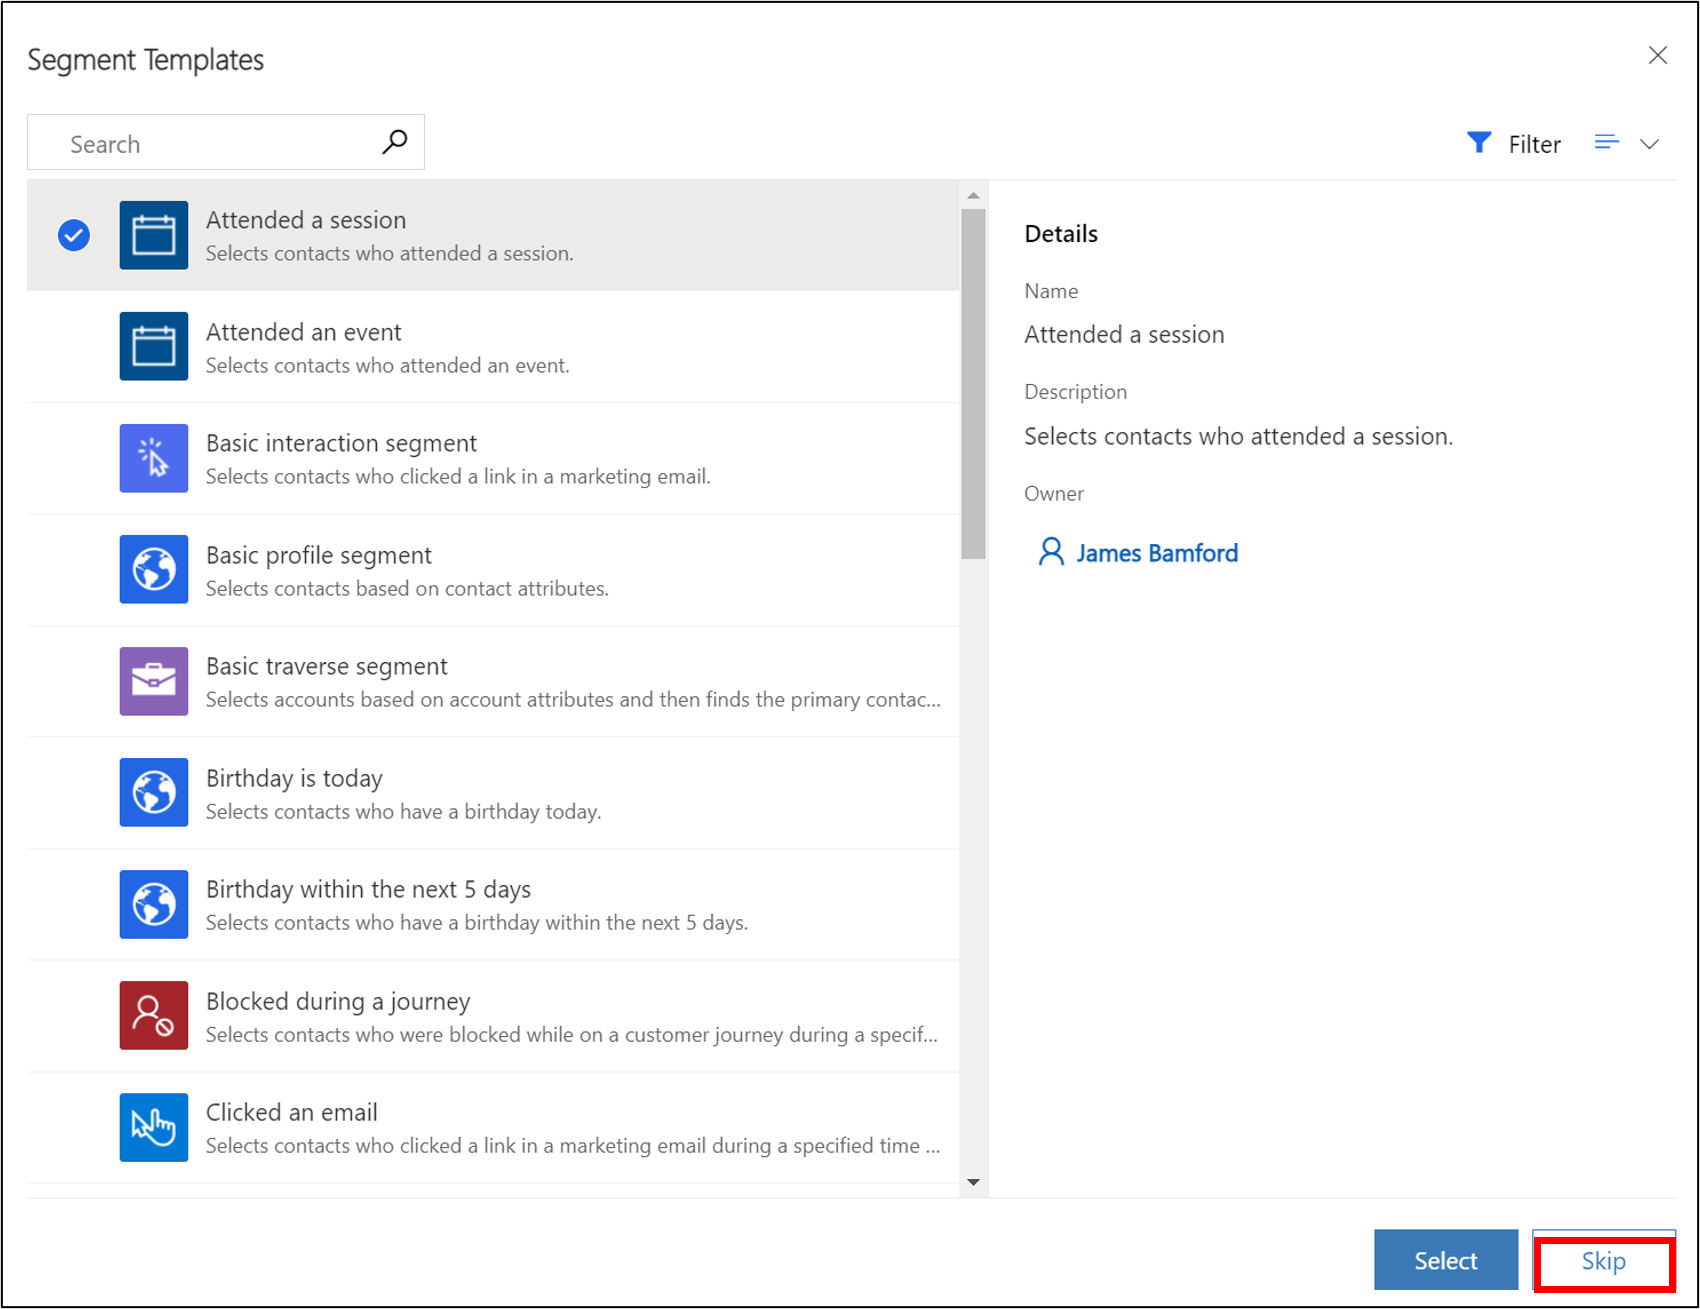 Segment Templates
Search
Filter
Attended a session
Selects contacts who attended a session.
Attended an event
Selects contacts who attended an event.
Basic interaction segment
Selects contacts who clicked a link in a marketing email.
Basic profile segment
Selects contacts based on contact attributes.
Basic traverse segment
Selects accounts based on account attributes and then finds the primary contac...
Birthday is today
Selects contacts who have a birthday today.
Birthday within the next 5 days
Selects contacts who have a birthday within the next 5 days.
Blocked during a journey
Selects contacts who were blocked while on a customer journey during a specif...
Clicked an email
Selects contacts who clicked a link in a marketing email during a specified time ...
Details
Name
Attended a session
Description
Selects contacts who attended a session.
Owner
James Bamford
Select
Skip